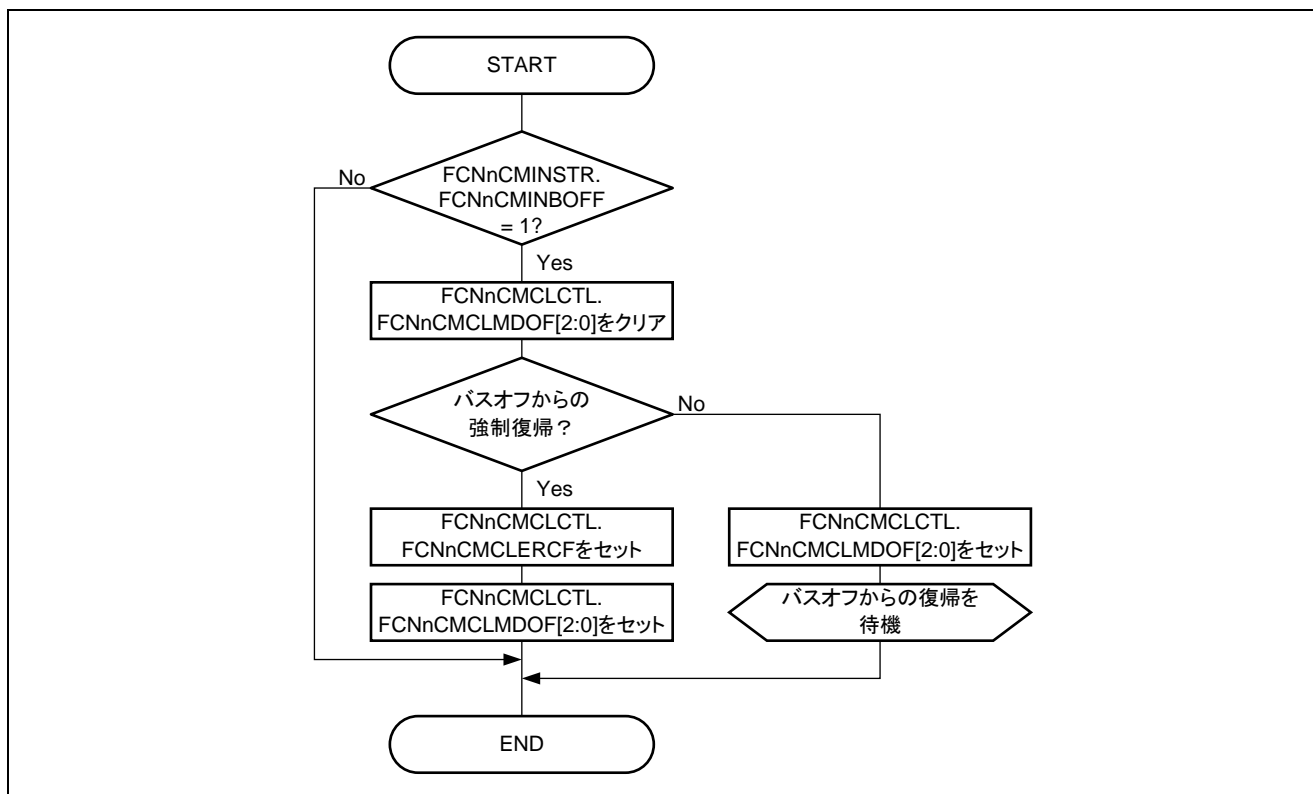 START
No
FCNnCMINSTR.
FCNnCMINBOFF
= 1?
Yes
FCNnCMCLCTL.
FCNnCMCLMDOF[2:0]をクリア
バスオフからの
強制復帰？
No
Yes
FCNnCMCLCTL.
FCNnCMCLERCFをセット
FCNnCMCLCTL.
FCNnCMCLMDOF[2:0]をセット
FCNnCMCLCTL.
FCNnCMCLMDOF[2:0]をセット
バスオフからの復帰を
待機
END